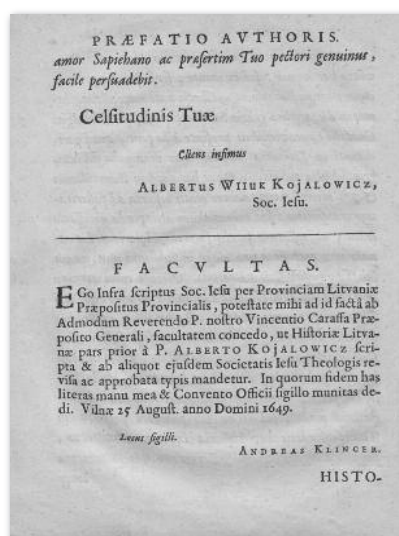 PRÆFATIO AVTHORIS.
amor Sapiehano ac præsertim Tuo pectori genuinus,
facile persuadebit.
Celsitudinis Tuæ
Cliens infimus
ALBERTUS WIIUK KOJALOWICZ,
Soc. Iesu.
FACVLTAS.
EGo Infra scriptus Soc. Iesu per Provinciam Litvaniæ
Præpositus Provincialis, potestate mihi ad id factâ ab
Admodum Reverendo P. nostro Vincentio Caraffa Præ-
posito Generali, facultatem concedo, ut Historiæ Litva-
næ pars prior à P. ALBERTO KOJALOWICZ scri-
pta & ab aliquot ejusdem Societatis Iesu Theologis re-
visa ac approbata typis mandetur. In quorum fidem has
literas manu mea & Convento Officii sigillo munitas de-
di. Vilnæ 25 August. anno Domini 1649.
Locus sigilli.
ANDREAS KLINGER.
HISTO-